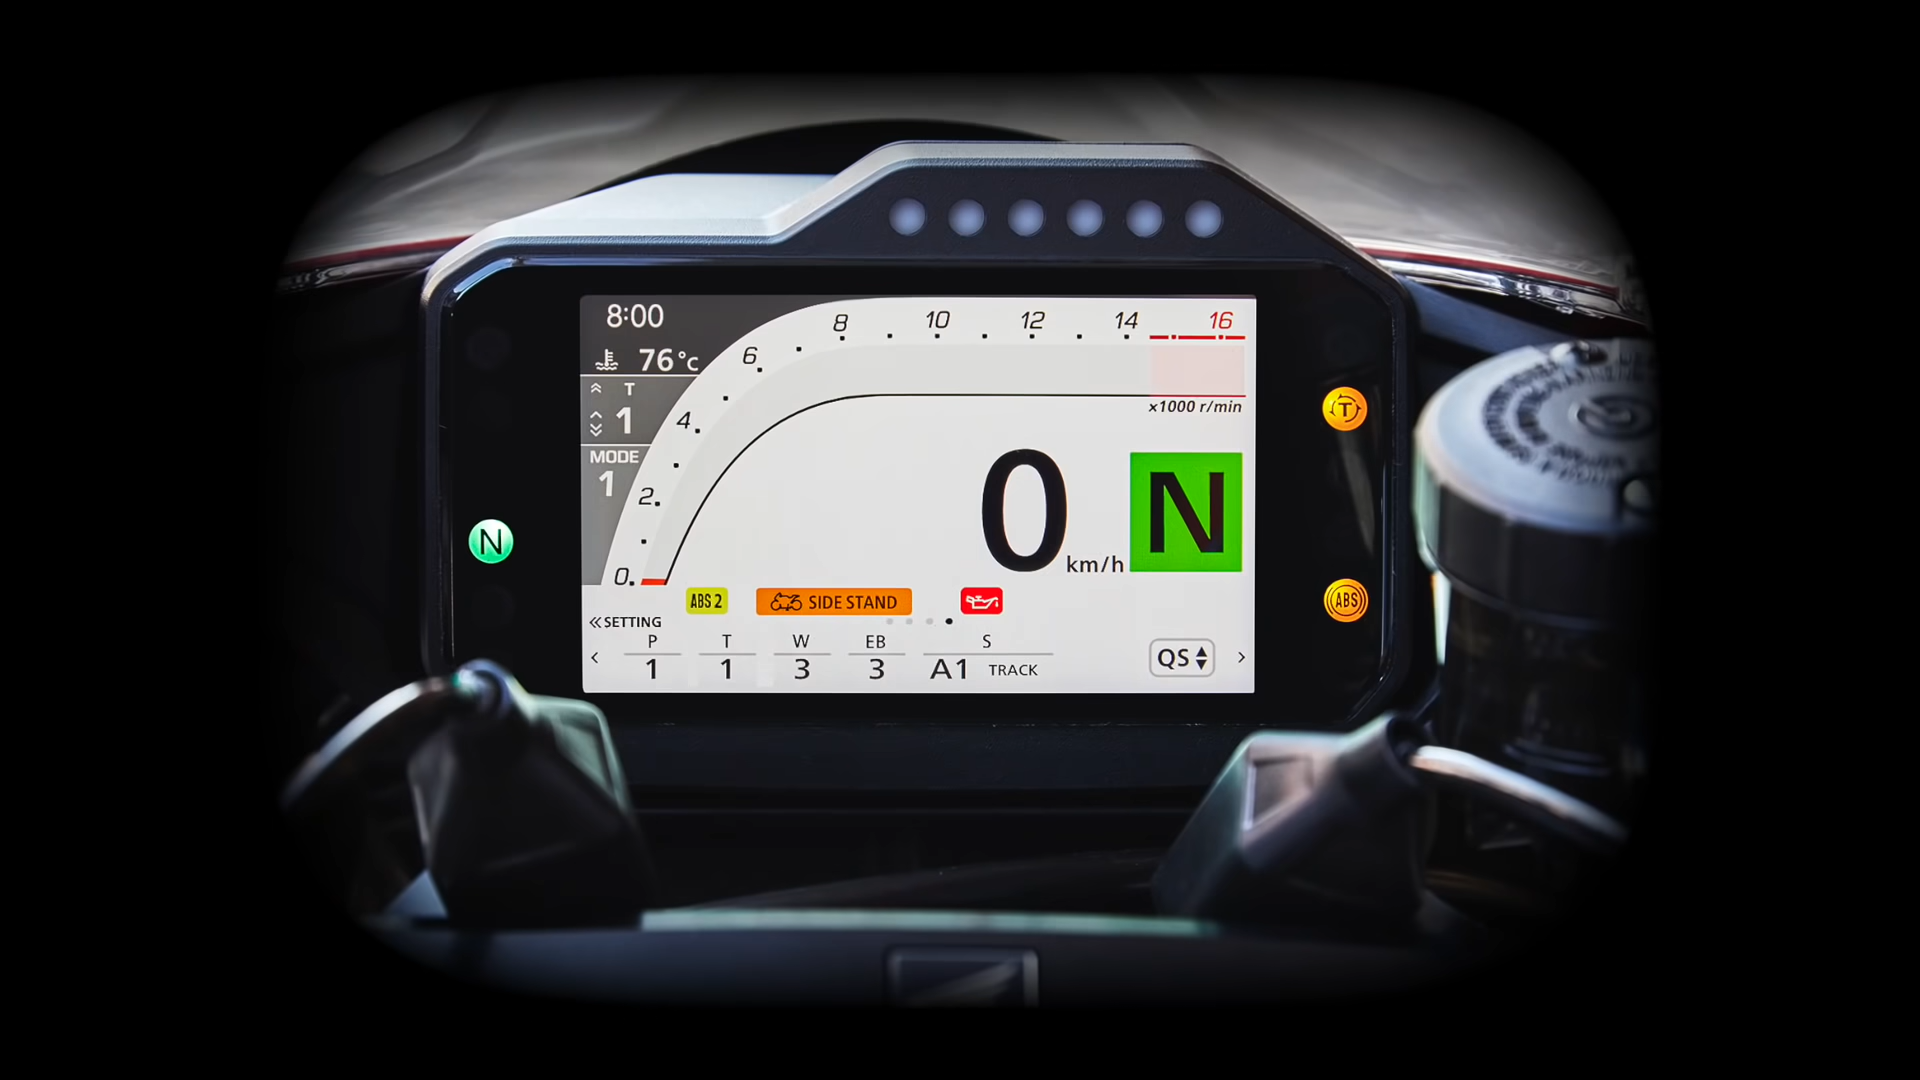 8:00
8 10 12 14 16
76 °C
6
T
1
×1000 r/min
4
T
MODE
1
2
0 km/h N
N
0
ABS 2 SIDE STAND
ABS
«SETTING
P T W EB S
1 1 3 3 A1 TRACK
QS